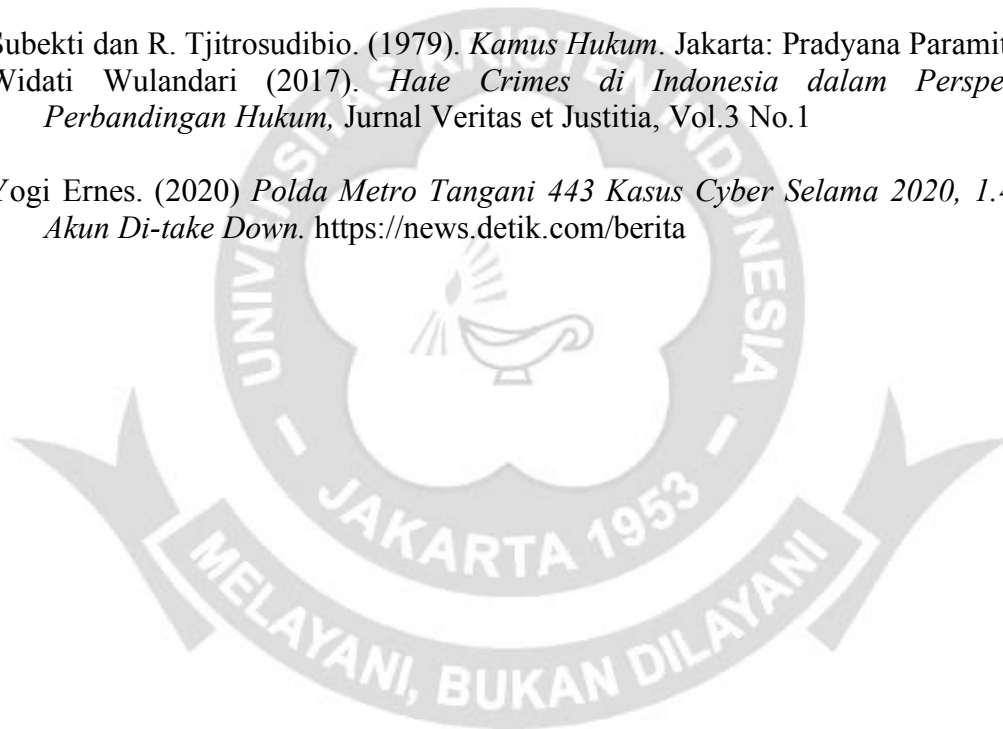 Subekti dan R. Tjitrosudibio. (1979). Kamus Hukum. Jakarta: Pradyana Paramit
Widati Wulandari (2017). Hate Crimes di Indonesia dalam Perspe
Perbandingan Hukum, Jurnal Veritas et Justitia, Vol.3 No.1
Yogi Ernes. (2020) Polda Metro Tangani 443 Kasus Cyber Selama 2020, 1.4
Akun Di-take Down. https://news.detik.com/berita
UNIVERSITAS KRISTEN INDONESIA
- JAKARTA 1953 -
MELAYANI, BUKAN DILAYANI